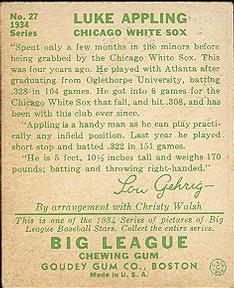 No. 27
1934
Series
LUKE APPLING
CHICAGO WHITE SOX
"Spent only a few months in the minors before
being grabbed by the Chicago White Sox. This
was four years ago. He played with Atlanta after
graduating from Oglethorpe University, batting
.328 in 104 games. He got into 6 games for the
Chicago White Sox that fall, and hit .308, and has
been with this club ever since.
"Appling is a handy man as he can play practi-
cally any infield position. Last year he played
short stop and batted .322 in 151 games.
"He is 5 feet, 10½ inches tall and weighs 170
pounds; batting and throwing right-handed."
Lou Gehrig
By arrangement with Christy Walsh
This is one of the 1934 Series of pictures of Big
League Baseball Stars. Collect the entire series.
BIG LEAGUE
CHEWING GUM
GOUDEY GUM CO., BOSTON
Made in U. S. A.